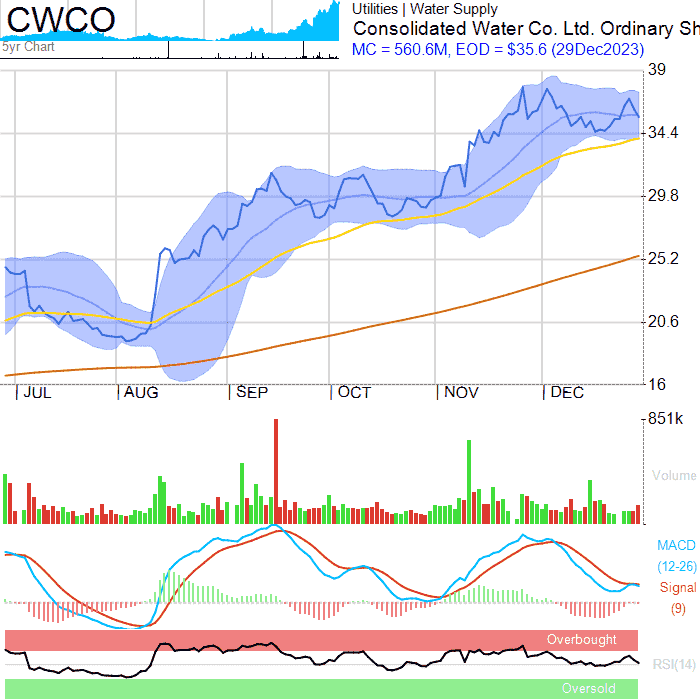 CWCO
5yr Chart
Utilities | Water Supply
Consolidated Water Co. Ltd. Ordinary Sh
MC = 560.6M, EOD = $35.6 (29Dec2023)
39
34.4
29.8
25.2
20.6
16
JUL AUG SEP OCT NOV DEC
851k
Volume
MACD
(12-26)
Signal
(9)
Overbought
RSI(14)
Oversold